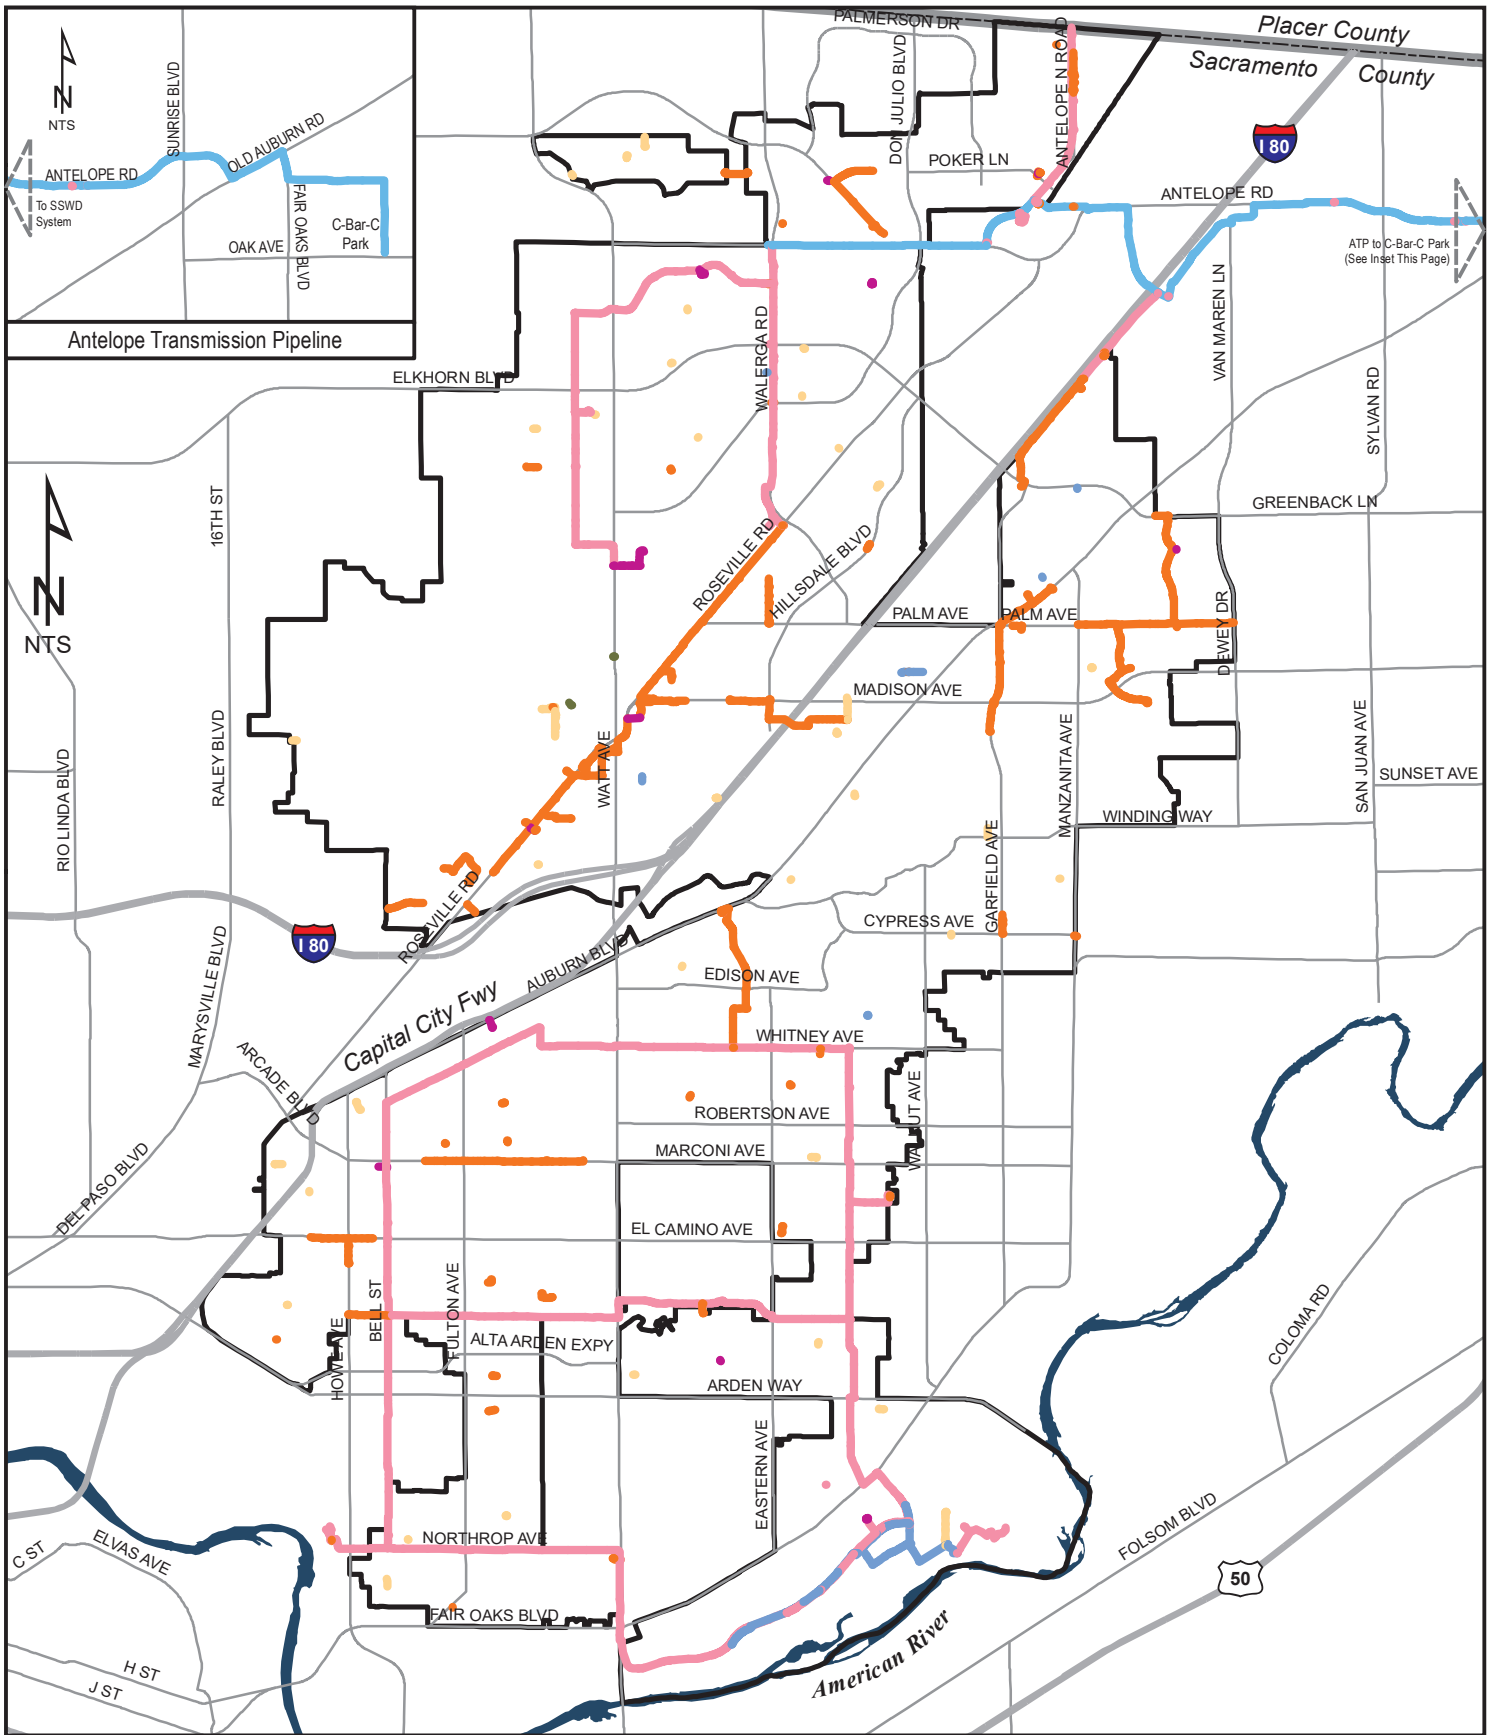 PALMERSON DR
Placer County
Sacramento County
DON JULIO BLVD
ANTELOPE N ROAD
I 80
POKER LN
ANTELOPE RD
ATP to C-Bar-C Park
(See Inset This Page)
N
NTS
SUNRISE BLVD
OLD AUBURN RD
ANTELOPE RD
To SSWD
System
FAIR OAKS BLVD
C-Bar-C
Park
OAK AVE
Antelope Transmission Pipeline
ELKHORN BLVD
WALERGA RD
VAN MAREN LN
SYLVAN RD
N
NTS
16TH ST
GREENBACK LN
ROSEVILLE RD
HILLSDALE BLVD
PALM AVE
PALM AVE
DEWEY DR
MADISON AVE
RIO LINDA BLVD
RALEY BLVD
WATT AVE
MANZANITA AVE
SAN JUAN AVE
SUNSET AVE
WINDING WAY
GARFIELD AVE
ROSEVILLE RD
I 80
CYPRESS AVE
AUBURN BLVD
EDISON AVE
MARYSVILLE BLVD
Capital City Fwy
WHITNEY AVE
ARCADE BLVD
ROBERTSON AVE
WALNUT AVE
MARCONI AVE
DEL PASO BLVD
EL CAMINO AVE
BELL ST
FULTON AVE
HOWE AVE
ALTA ARDEN EXPY
COLOMA RD
ARDEN WAY
EASTERN AVE
NORTHROP AVE
C ST
ELVAS AVE
FOLSOM BLVD
50
FAIR OAKS BLVD
American River
H ST
J ST